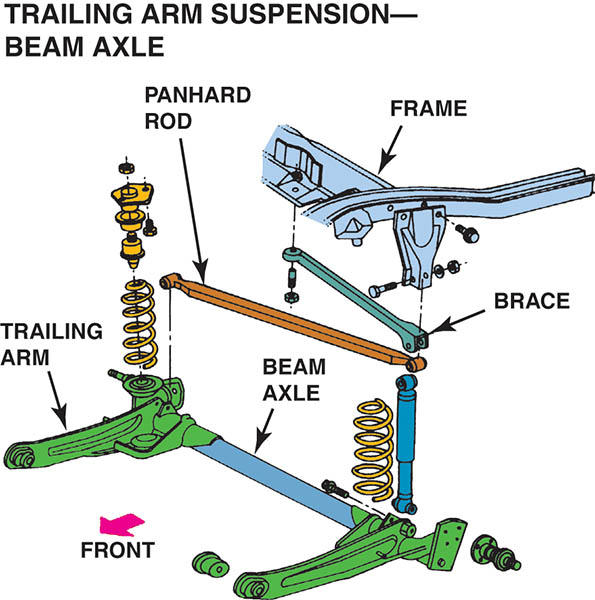 TRAILING ARM SUSPENSION—
BEAM AXLE
PANHARD
ROD
FRAME
BRACE
TRAILING
ARM
BEAM
AXLE
FRONT